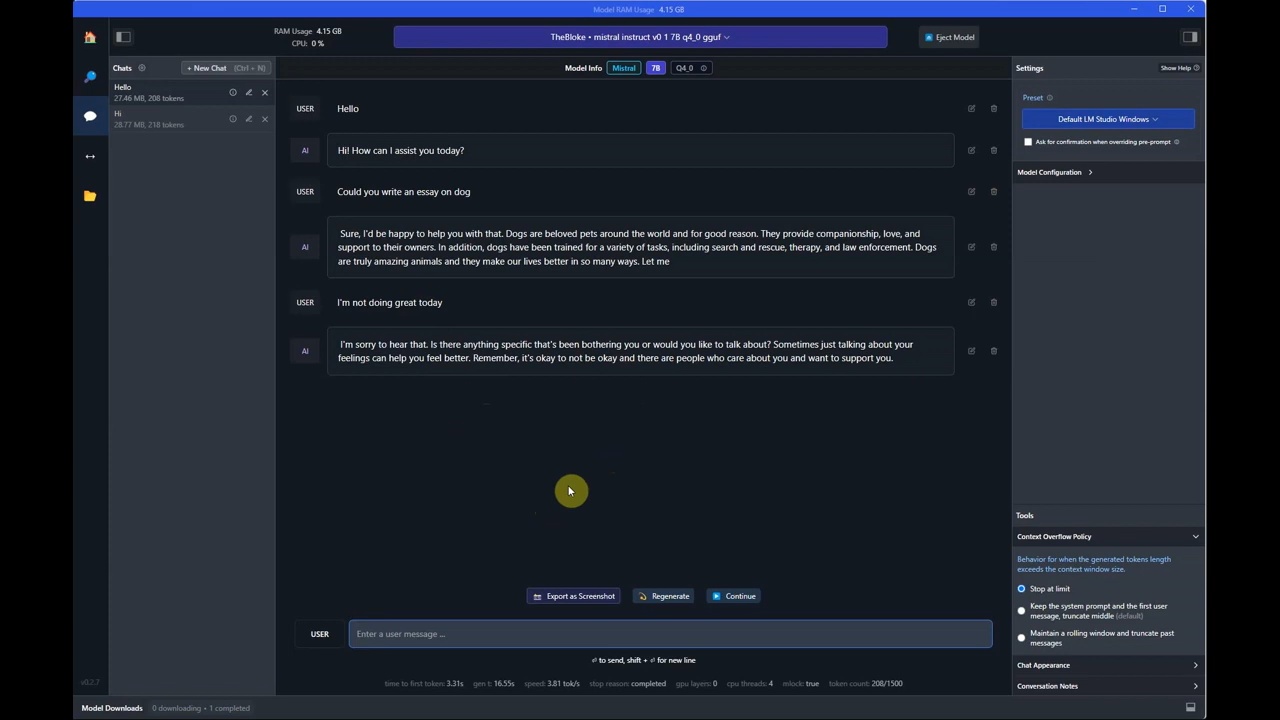 Model RAM Usage 4.15 GB
RAM Usage 4.15 GB
CPU: 0 %
TheBloke • mistral instruct v0 1 7B q4_0 gguf
Eject Model
Chats
+ New Chat (Ctrl + N)
Model Info Mistral 7B Q4_0
Settings
Show Help
Hello
27.46 MB, 208 tokens
Hi
28.77 MB, 218 tokens
USER
Hello
AI
Hi! How can I assist you today?
USER
Could you write an essay on dog
AI
Sure, I'd be happy to help you with that. Dogs are beloved pets around the world and for good reason. They provide companionship, love, and
support to their owners. In addition, dogs have been trained for a variety of tasks, including search and rescue, therapy, and law enforcement. Dogs
are truly amazing animals and they make our lives better in so many ways. Let me
USER
I'm not doing great today
AI
I'm sorry to hear that. Is there anything specific that's been bothering you or would you like to talk about? Sometimes just talking about your
feelings can help you feel better. Remember, it's okay to not be okay and there are people who care about you and want to support you.
Preset
Default LM Studio Windows
Ask for confirmation when overriding pre-prompt
Model Configuration
Tools
Context Overflow Policy
Behavior for when the generated tokens length
exceeds the context window size.
Stop at limit
Keep the system prompt and the first user
message, truncate middle (default)
Maintain a rolling window and truncate past
messages
Chat Appearance
Conversation Notes
Export as Screenshot
Regenerate
Continue
USER
Enter a user message ...
⏎ to send, shift + ⏎ for new line
time to first token: 3.31s gen t: 16.55s speed: 3.81 tok/s stop reason: completed gpu layers: 0 cpu threads: 4 mlock: true token count: 208/1500
v0.2.7
Model Downloads 0 downloading • 1 completed